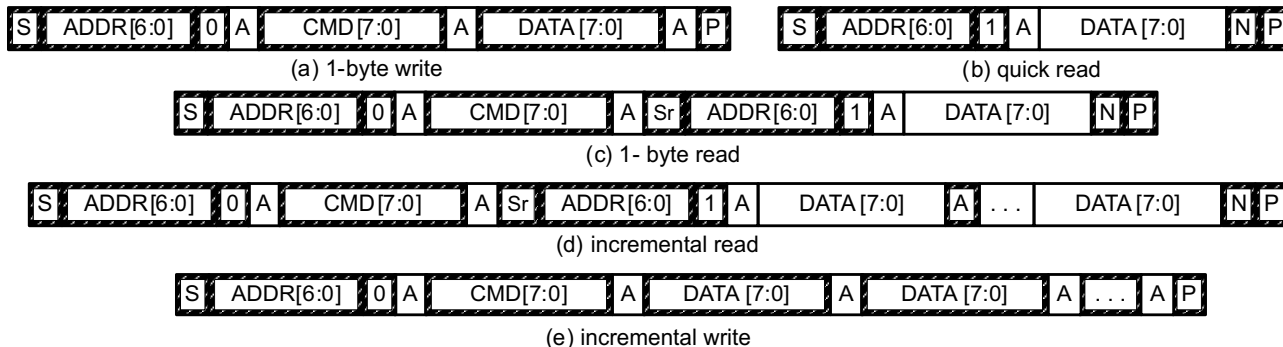 S ADDR[6:0] 0 A CMD[7:0] A DATA [7:0] A P
S ADDR[6:0] 1 A DATA [7:0] N P
(a) 1-byte write
(b) quick read
S ADDR[6:0] 0 A CMD[7:0] A Sr ADDR[6:0] 1 A DATA [7:0] N P
(c) 1- byte read
S ADDR[6:0] 0 A CMD[7:0] A Sr ADDR[6:0] 1 A DATA [7:0] A . . . DATA [7:0] N P
(d) incremental read
S ADDR[6:0] 0 A CMD[7:0] A DATA [7:0] A DATA [7:0] A . . . A P
(e) incremental write